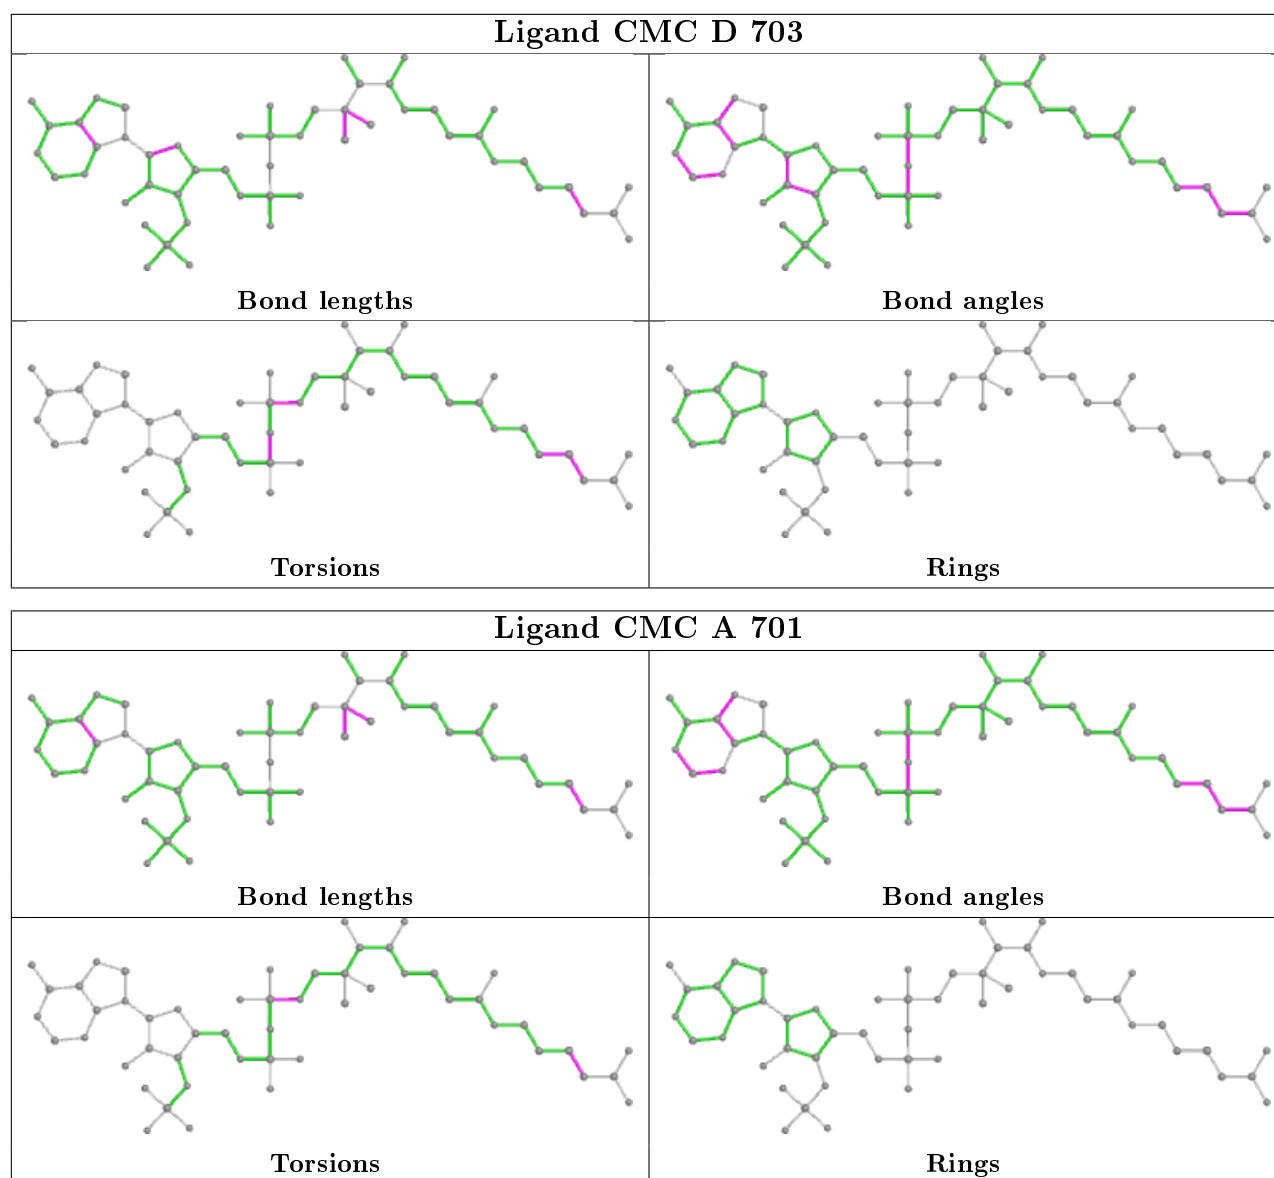 Ligand CMC D 703
Bond lengths
Bond angles
Torsions
Rings
Ligand CMC A 701
Bond lengths
Bond angles
Torsions
Rings